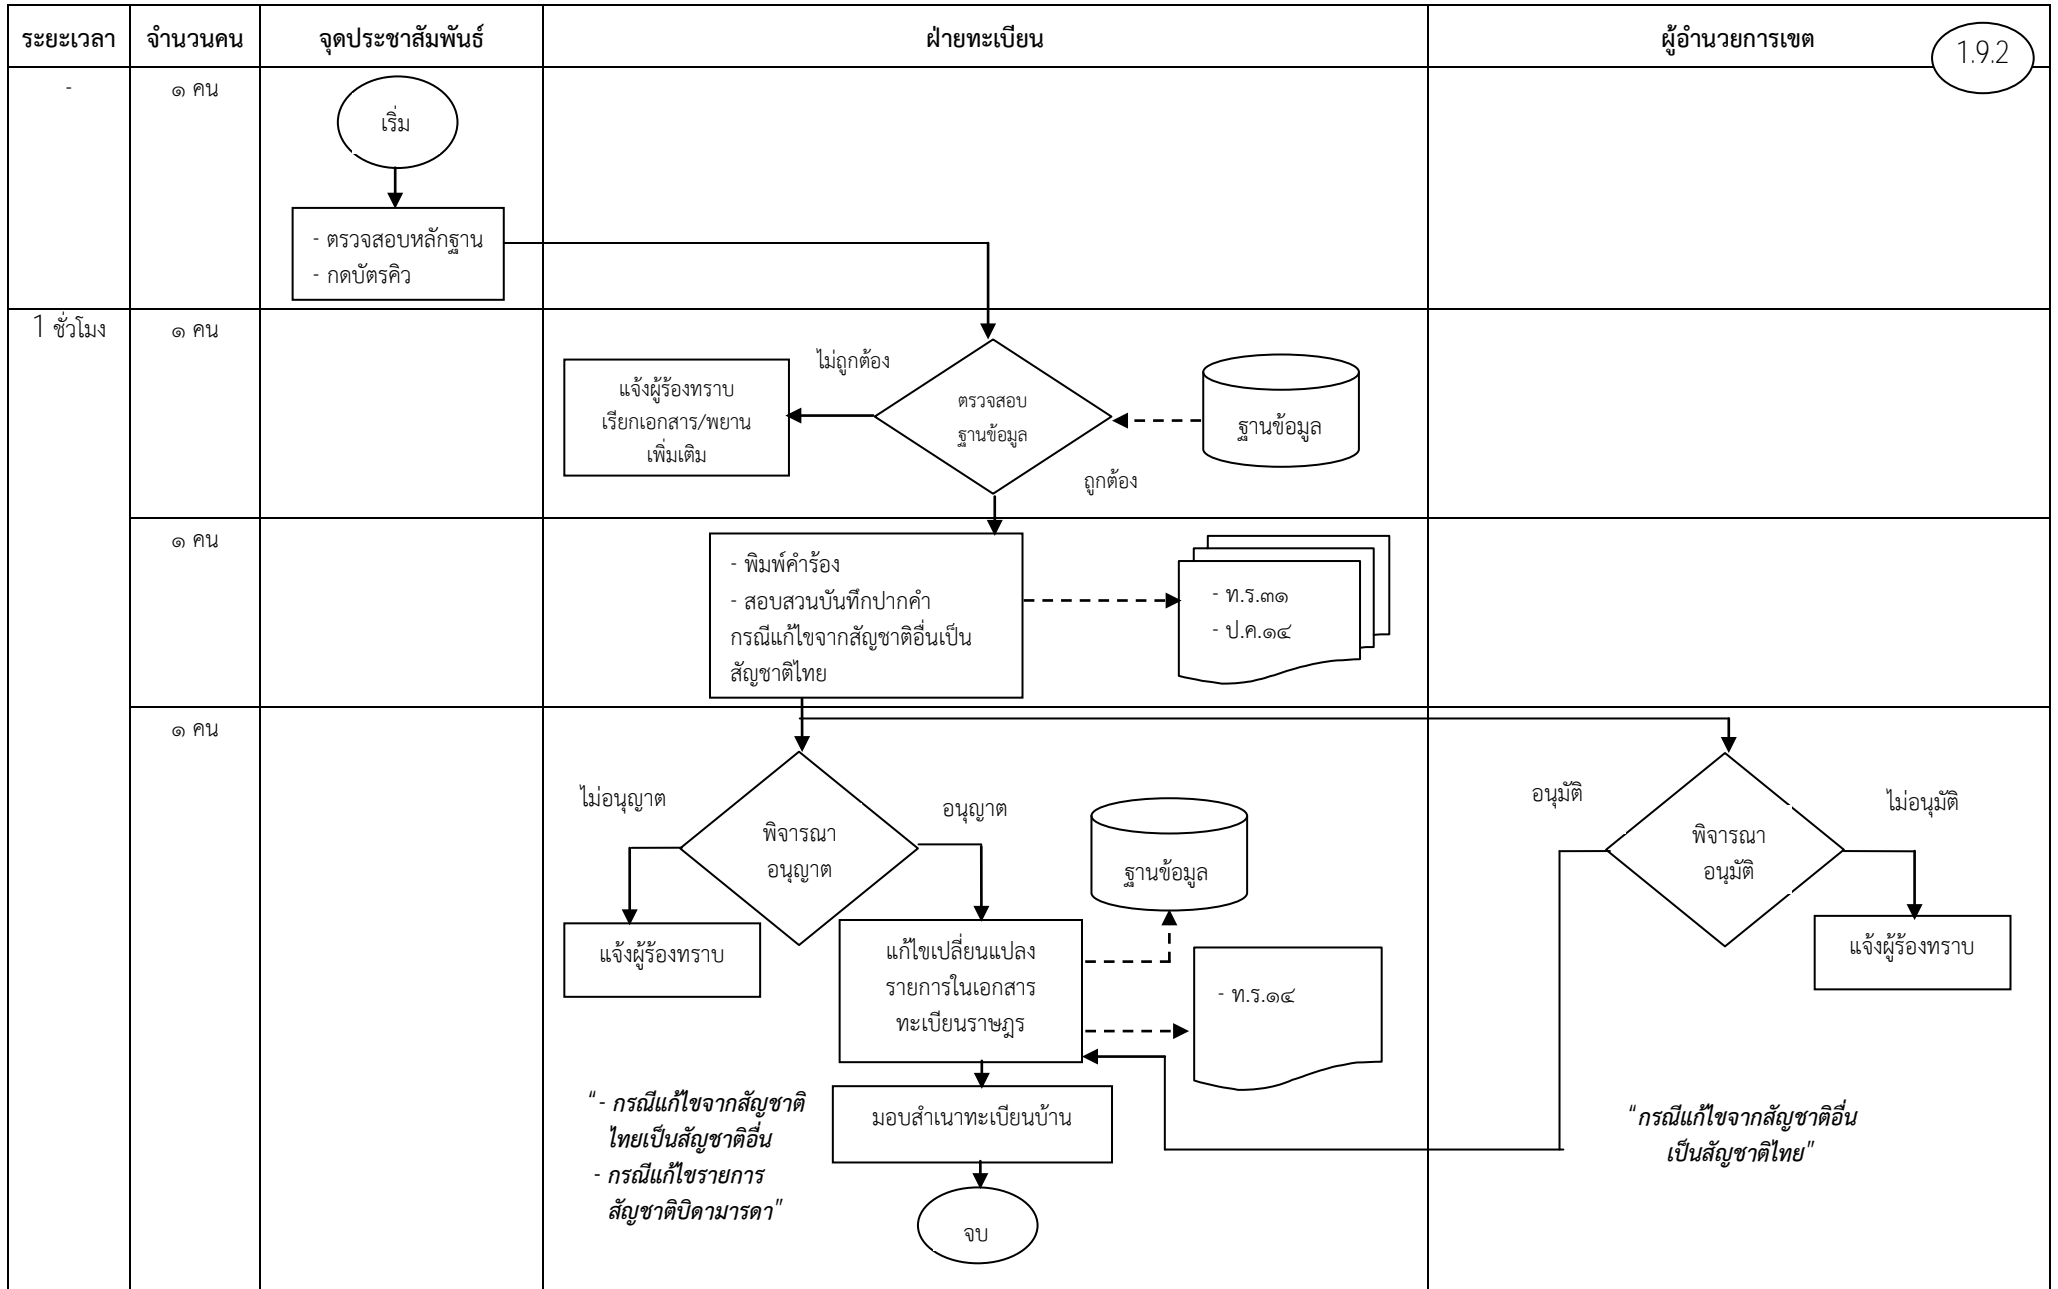 ระยะเวลา
จำนวนคน
จุดประชาสัมพันธ์
ฝ่ายทะเบียน
ผู้อำนวยการเขต
1.9.2
-
๑ คน
เริ่ม
- ตรวจสอบหลักฐาน
- กดบัตรคิว
1 ชั่วโมง
๑ คน
ไม่ถูกต้อง
แจ้งผู้ร้องทราบ
เรียกเอกสาร/พยาน
เพิ่มเติม
ตรวจสอบ
ฐานข้อมูล
ฐานข้อมูล
ถูกต้อง
๑ คน
- พิมพ์คำร้อง
- สอบสวนบันทึกปากคำ
กรณีแก้ไขจากสัญชาติอื่นเป็น
สัญชาติไทย
- ท.ร.๓๑
- ป.ค.๑๔
๑ คน
ไม่อนุญาต
พิจารณา
อนุญาต
อนุญาต
ฐานข้อมูล
อนุมัติ
พิจารณา
อนุมัติ
ไม่อนุมัติ
แจ้งผู้ร้องทราบ
แก้ไขเปลี่ยนแปลง
รายการในเอกสาร
ทะเบียนราษฎร
- ท.ร.๑๔
แจ้งผู้ร้องทราบ
"- กรณีแก้ไขจากสัญชาติ
ไทยเป็นสัญชาติอื่น
- กรณีแก้ไขรายการ
สัญชาติบิดามารดา"
มอบสำเนาทะเบียนบ้าน
"กรณีแก้ไขจากสัญชาติอื่น
เป็นสัญชาติไทย"
จบ